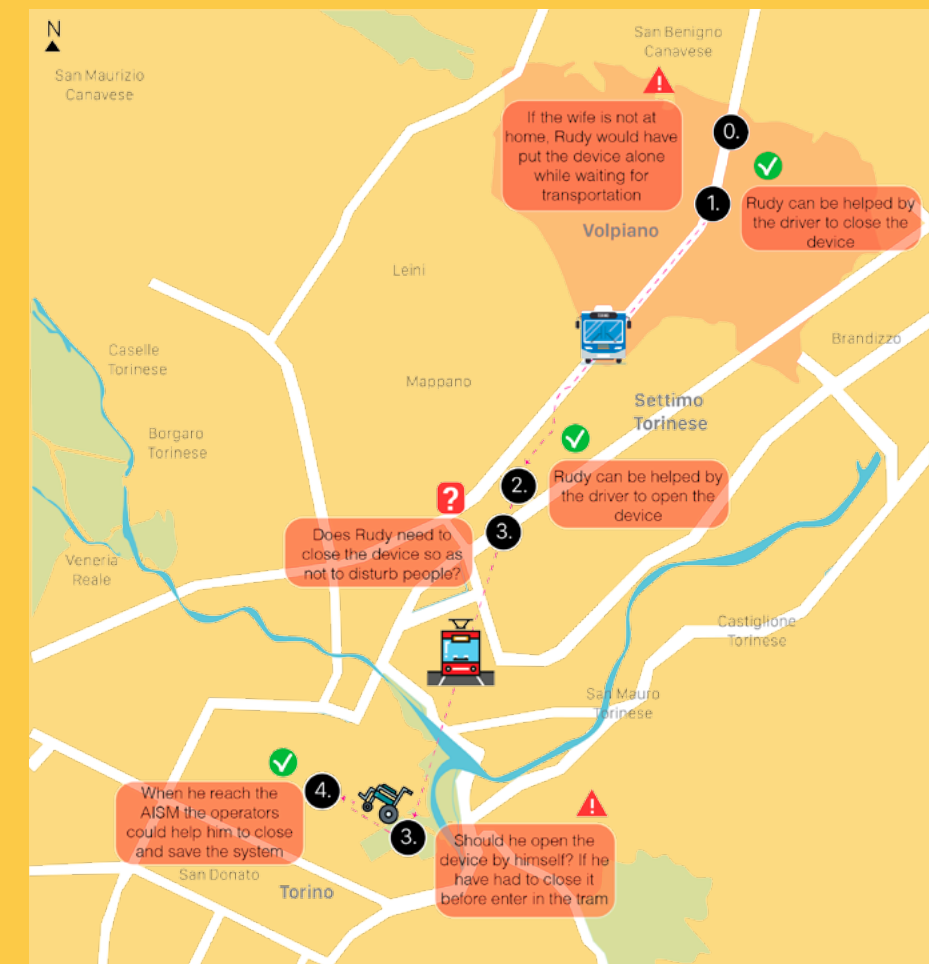 N
San Benigno
Canavese
San Maurizio
Canavese
If the wife is not at
home, Rudy would have
put the device alone
while waiting for
transportation
0.
1.
Rudy can be helped by
the driver to close the
device
Volpiano
Leini
Brandizzo
Caselle
Torinese
Mappano
Settimo
Torinese
Borgaro
Torinese
2.
Rudy can be helped by
the driver to open the
device
?
3.
Does Rudy need to
close the device so as
not to disturb people?
Veneria
Reale
Castiglione
Torinese
San Mauro
Torinese
4.
When he reach the
AISM the operators
could help him to close
and save the system
3.
Should he open the
device by himself? If he
have had to close it
before enter in the tram
San Donato
Torino